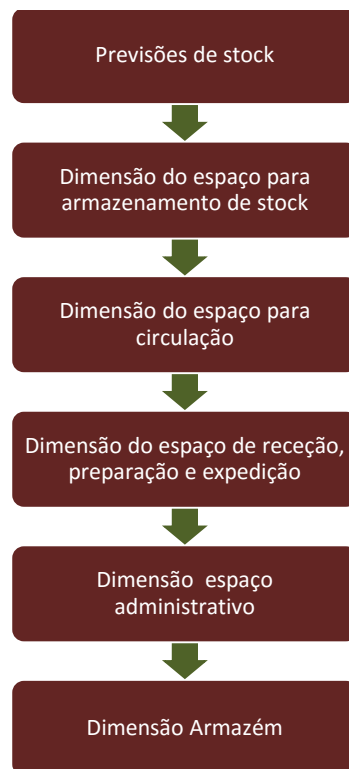 Previsões de stock
Dimensão do espaço para
armazenamento de stock
Dimensão do espaço para
circulação
Dimensão do espaço de receção,
preparação e expedição
Dimensão espaço
administrativo
Dimensão Armazém